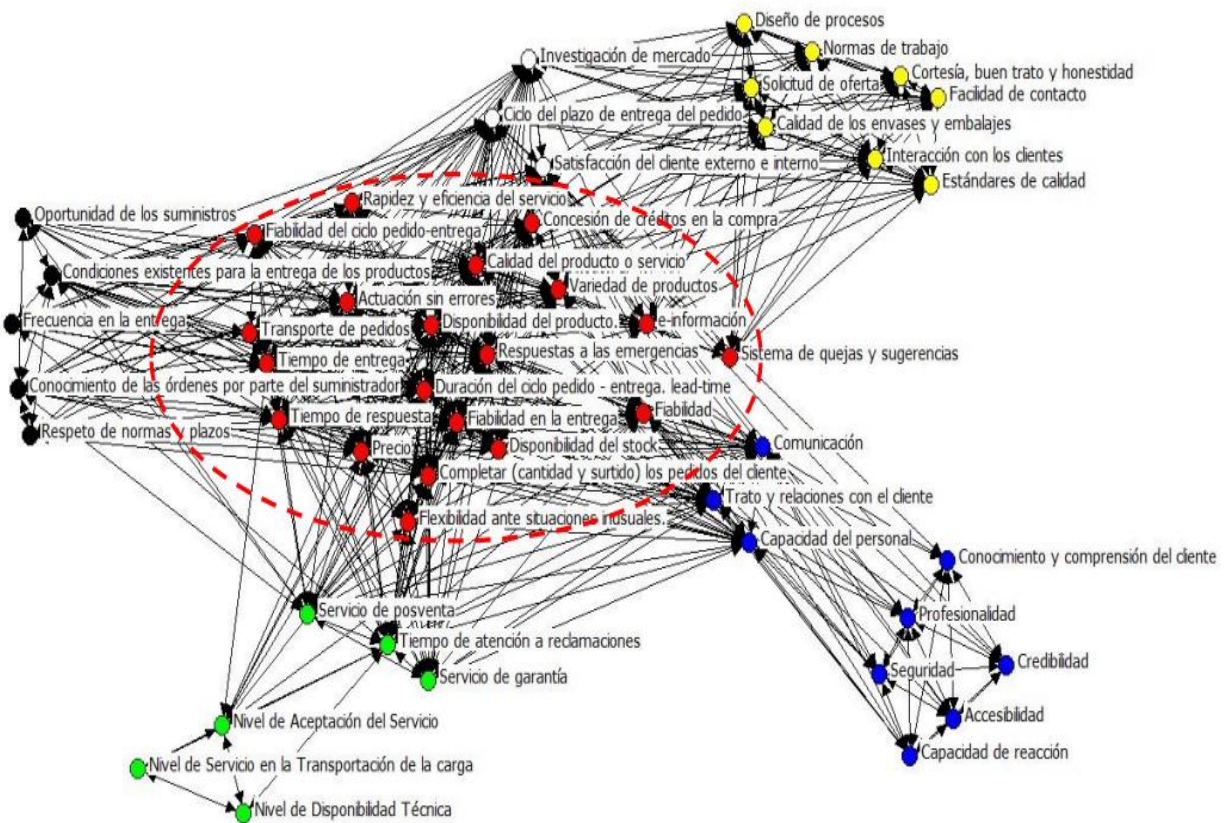 Diseño de procesos
Normas de trabajo
Investigación de mercado
Cortesía, buen trato y honestidad
Solicitud de oferta
Facilidad de contacto
Ciclo del plazo de entrega del pedido
Calidad de los envases y embalajes
Satisfacción del cliente externo e interno
Interacción con los clientes
Estándares de calidad
Rapidez y eficiencia del servicio
Oportunidad de los suministros
Concesión de créditos en la compra
Fiabilidad del ciclo pedido-entrega
Calidad del producto o servicio
Condiciones existentes para la entrega de los productos
Variedad de productos
Actuación sin errores
Frecuencia en la entrega
Transporte de pedidos
Disponibilidad del producto.
e-información
Respuestas a las emergencias
Sistema de quejas y sugerencias
Tiempo de entrega
Conocimiento de las órdenes por parte del suministrador
Duración del ciclo pedido - entrega. lead-time
Tiempo de respuesta
Fiabilidad en la entrega
Fiabilidad
Respeto de normas y plazos
Precio
Disponibilidad del stock
Comunicación
Completar (cantidad y surtido) los pedidos del cliente
Trato y relaciones con el cliente
Flexibilidad ante situaciones inusuales.
Capacidad del personal
Conocimiento y comprensión del cliente
Servicio de posventa
Profesionalidad
Tiempo de atención a reclamaciones
Servicio de garantía
Seguridad
Credibilidad
Nivel de Aceptación del Servicio
Accesibilidad
Capacidad de reacción
Nivel de Servicio en la Transportación de la carga
Nivel de Disponibilidad Técnica